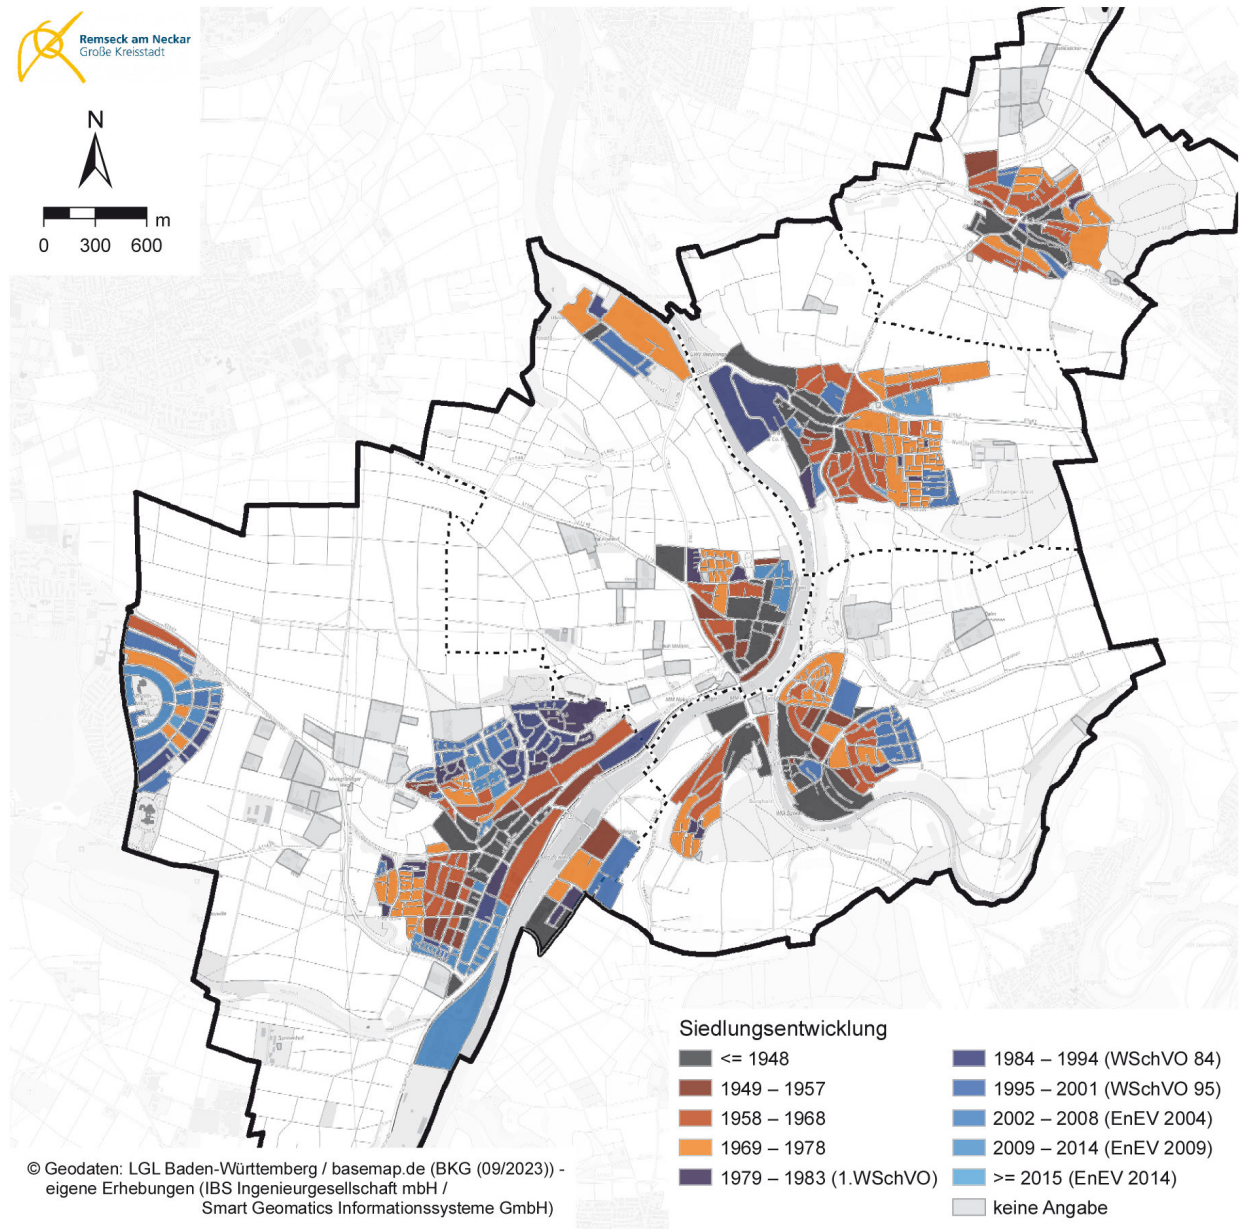 Remseck am Neckar
Große Kreisstadt
N
m
0 300 600
Siedlungsentwicklung
<= 1948
1949 – 1957
1958 – 1968
1969 – 1978
1979 – 1983 (1.WSchVO)
1984 – 1994 (WSchVO 84)
1995 – 2001 (WSchVO 95)
2002 – 2008 (EnEV 2004)
2009 – 2014 (EnEV 2009)
>= 2015 (EnEV 2014)
keine Angabe
© Geodaten: LGL Baden-Württemberg / basemap.de (BKG (09/2023)) -
eigene Erhebungen (IBS Ingenieurgesellschaft mbH /
Smart Geomatics Informationssysteme GmbH)